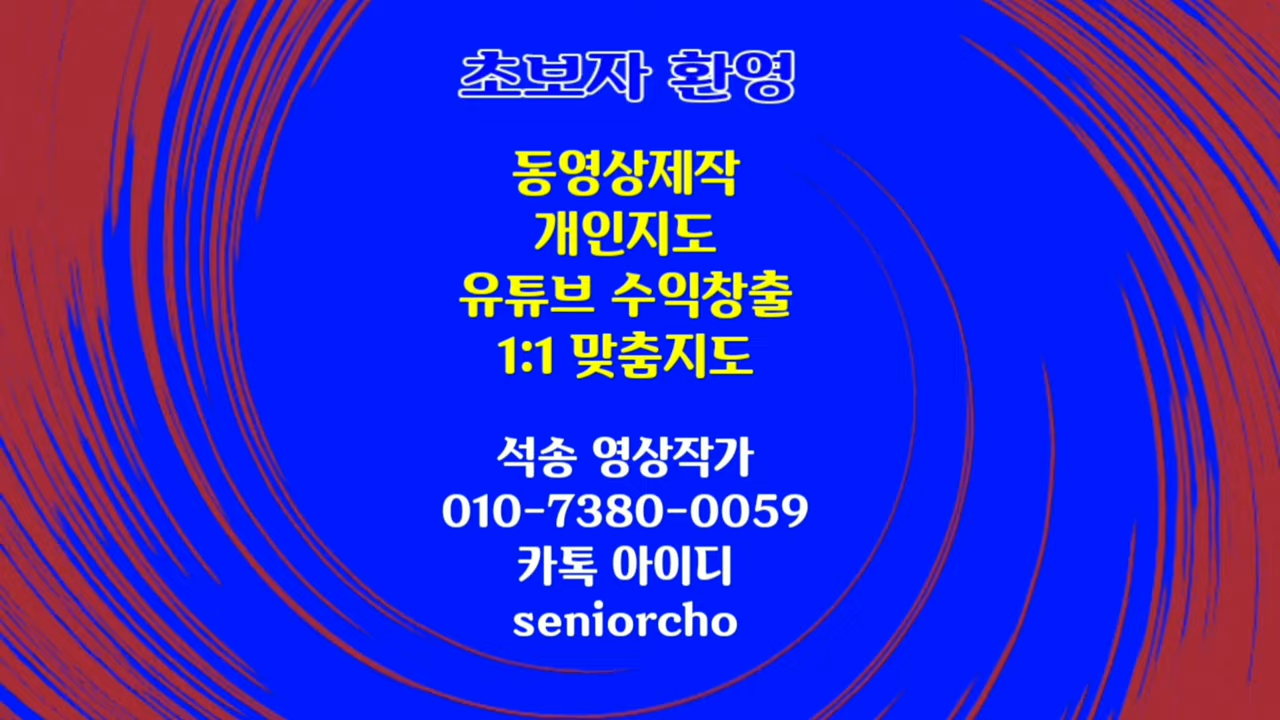 초보자 환영
동영상제작
개인지도
유튜브 수익창출
1:1 맞춤지도
석송 영상작가
010-7380-0059
카톡 아이디
seniorcho